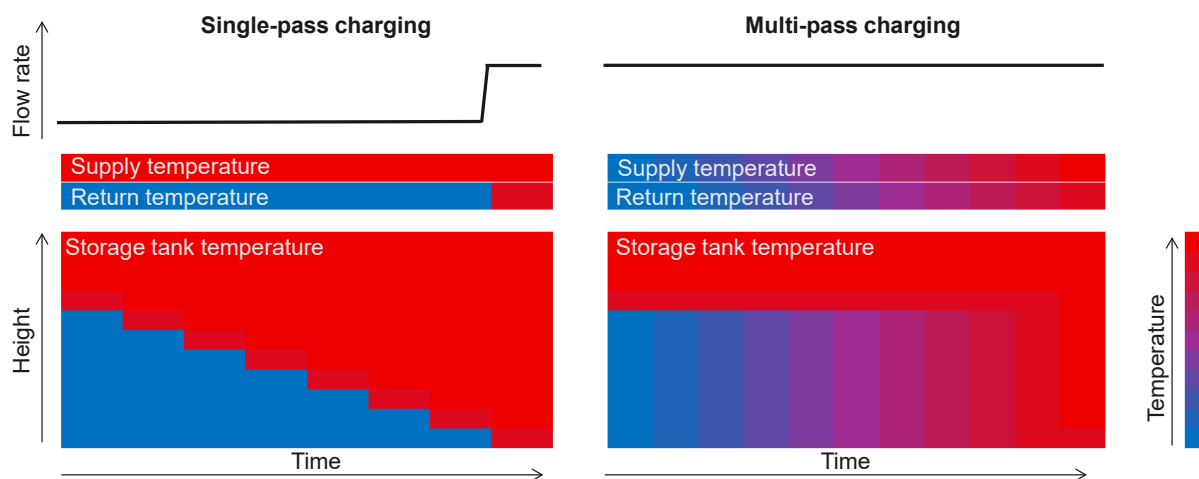 Single-pass charging
Multi-pass charging
Flow rate
Supply temperature
Return temperature
Supply temperature
Return temperature
Storage tank temperature
Storage tank temperature
Height
Temperature
Time
Time